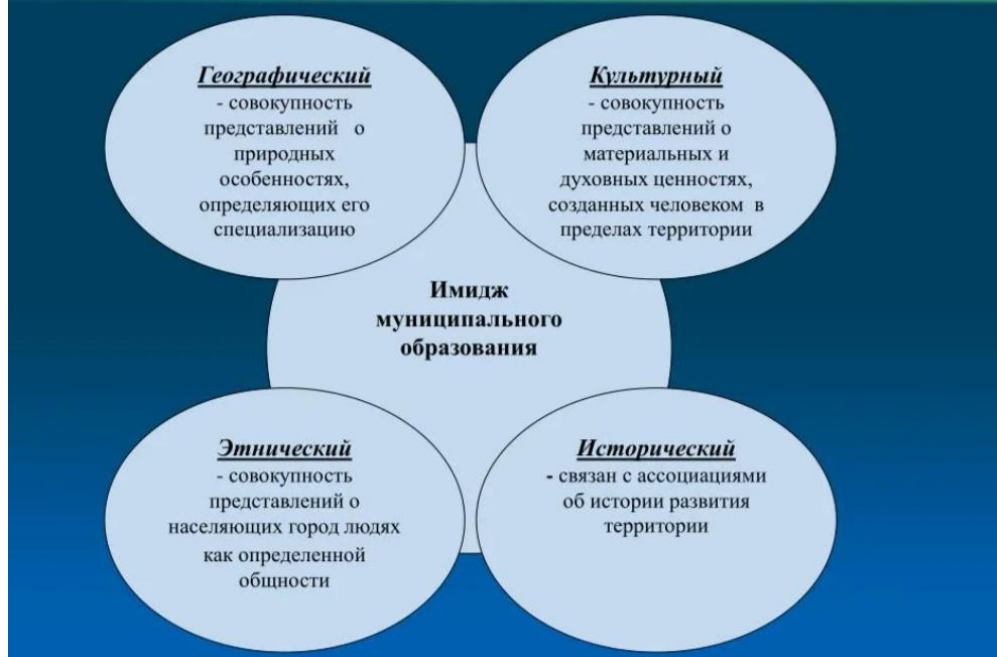 Географический
- совокупность
представлений о
природных
особенностях,
определяющих его
специализацию
Культурный
- совокупность
представлений о
материальных и
духовных ценностях,
созданных человеком в
пределах территории
Имидж
муниципального
образования
Этнический
- совокупность
представлений о
населяющих город людях
как определенной
общности
Исторический
- связан с ассоциациями
об истории развития
территории